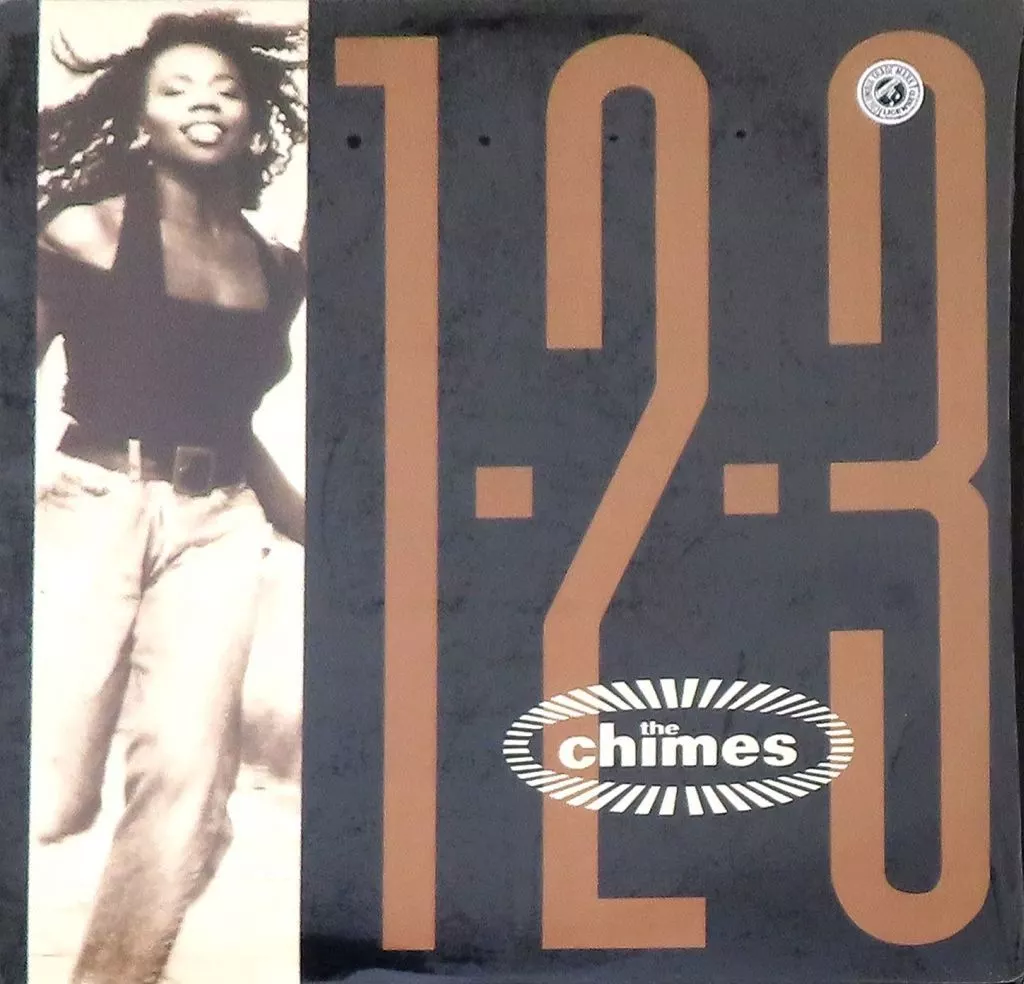 1·2·3
the
chimes